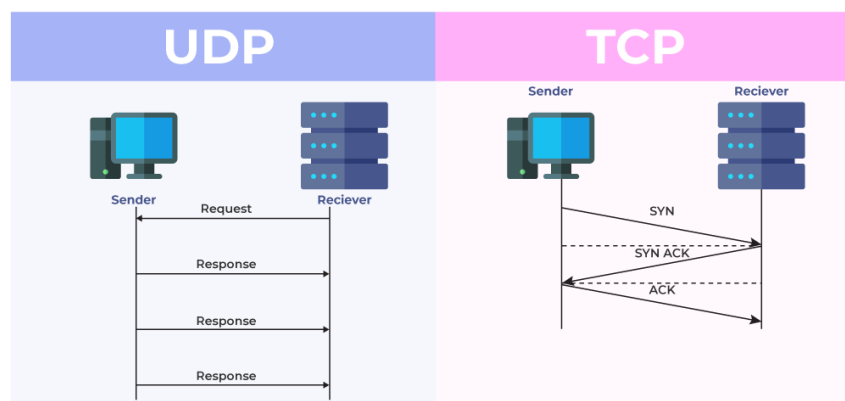 UDP
Sender
Reciever
Request
Response
Response
Response
TCP
Sender
Reciever
SYN
SYN ACK
ACK